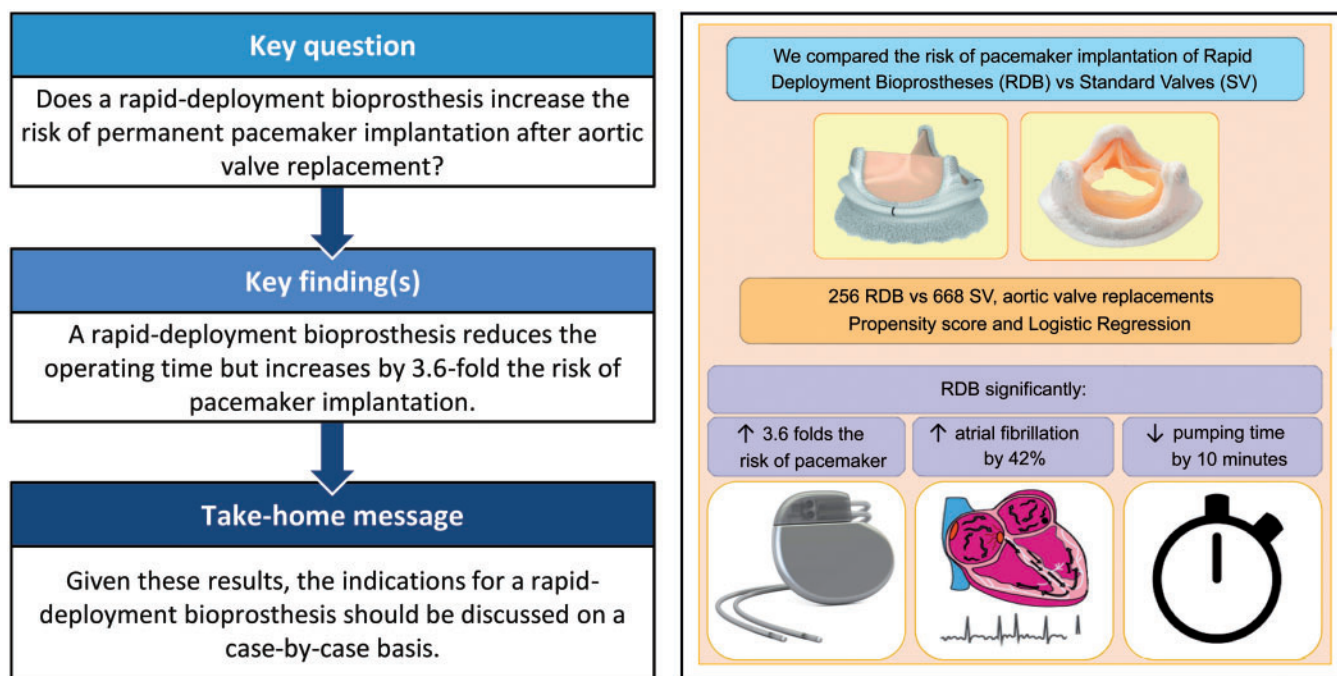 Key question
Does a rapid-deployment bioprosthesis increase the
risk of permanent pacemaker implantation after aortic
valve replacement?
Key finding(s)
A rapid-deployment bioprosthesis reduces the
operating time but increases by 3.6-fold the risk of
pacemaker implantation.
Take-home message
Given these results, the indications for a rapid-
deployment bioprosthesis should be discussed on a
case-by-case basis.
We compared the risk of pacemaker implantation of Rapid
Deployment Bioprostheses (RDB) vs Standard Valves (SV)
256 RDB vs 668 SV, aortic valve replacements
Propensity score and Logistic Regression
RDB significantly:
↑ 3.6 folds the
risk of pacemaker
↑ atrial fibrillation
by 42%
↓ pumping time
by 10 minutes